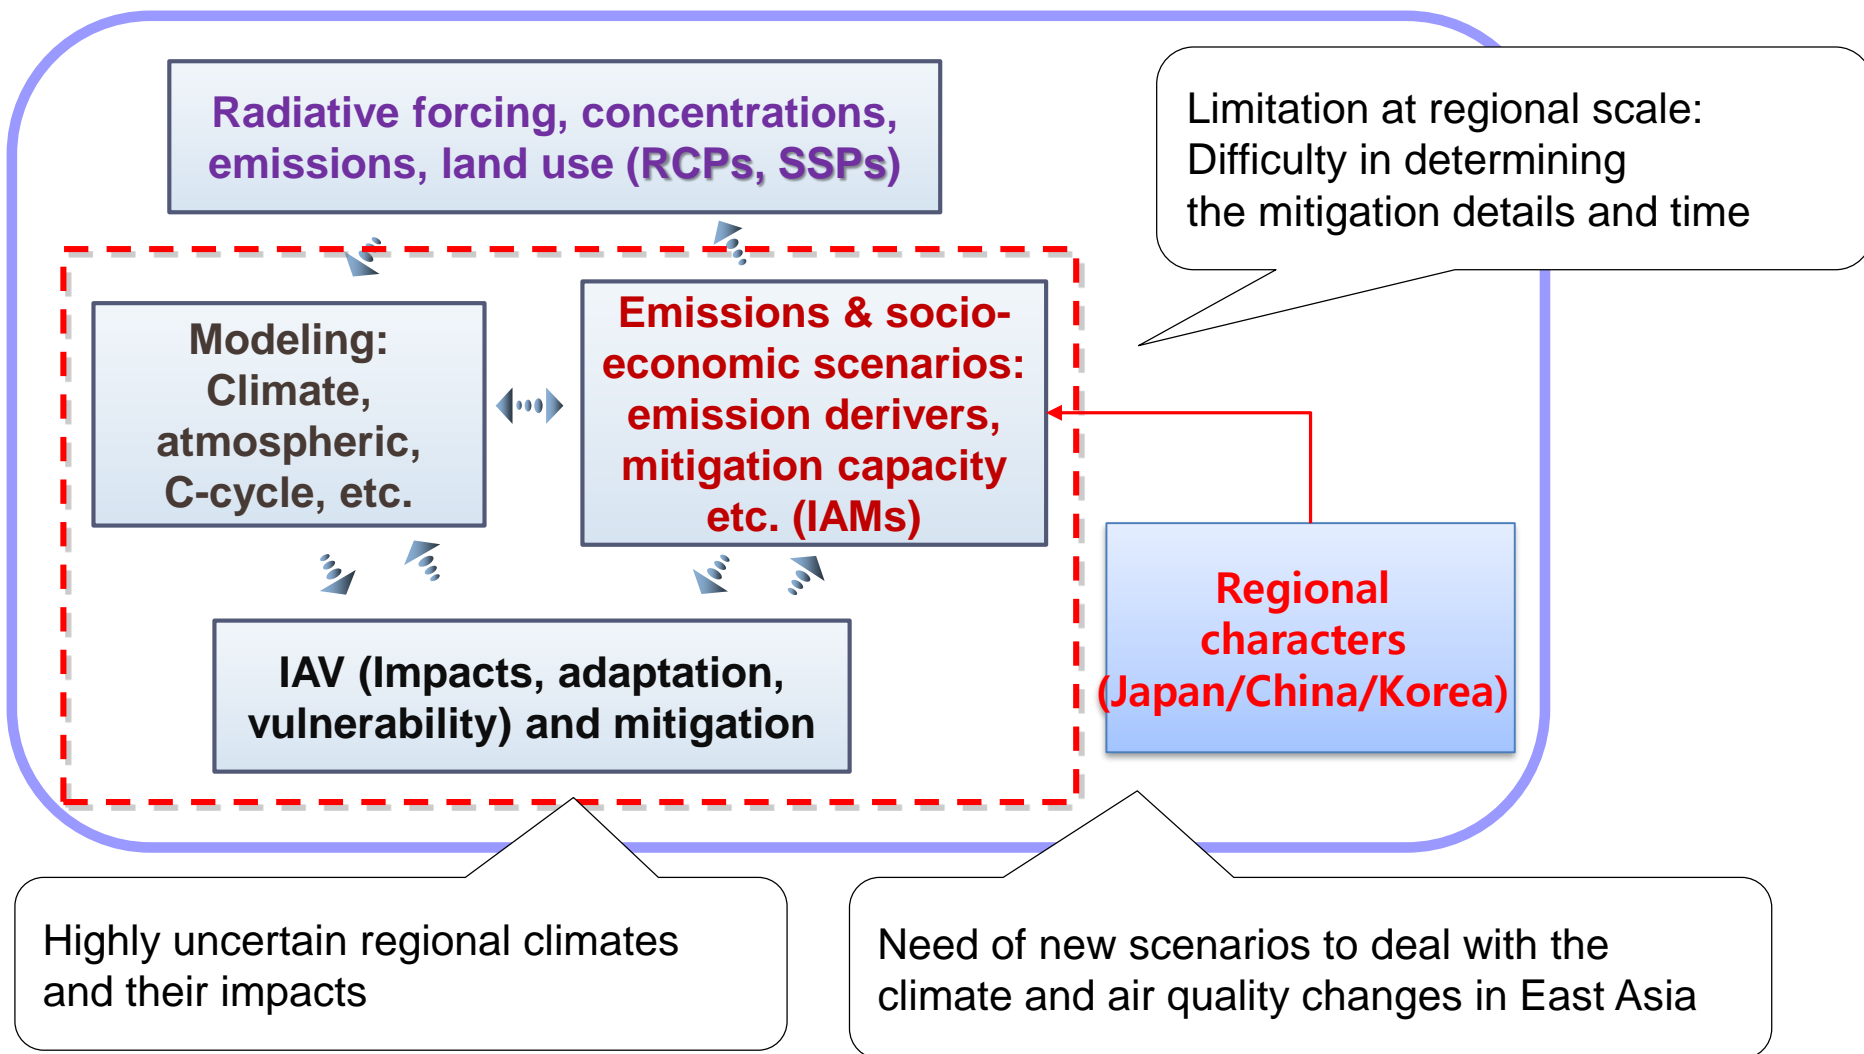 Radiative forcing, concentrations,
emissions, land use (RCPs, SSPs)
Limitation at regional scale:
Difficulty in determining
the mitigation details and time
Modeling:
Climate,
atmospheric,
C-cycle, etc.
Emissions & socio-
economic scenarios:
emission derivers,
mitigation capacity
etc. (IAMs)
Regional
characters
(Japan/China/Korea)
IAV (Impacts, adaptation,
vulnerability) and mitigation
Highly uncertain regional climates
and their impacts
Need of new scenarios to deal with the
climate and air quality changes in East Asia